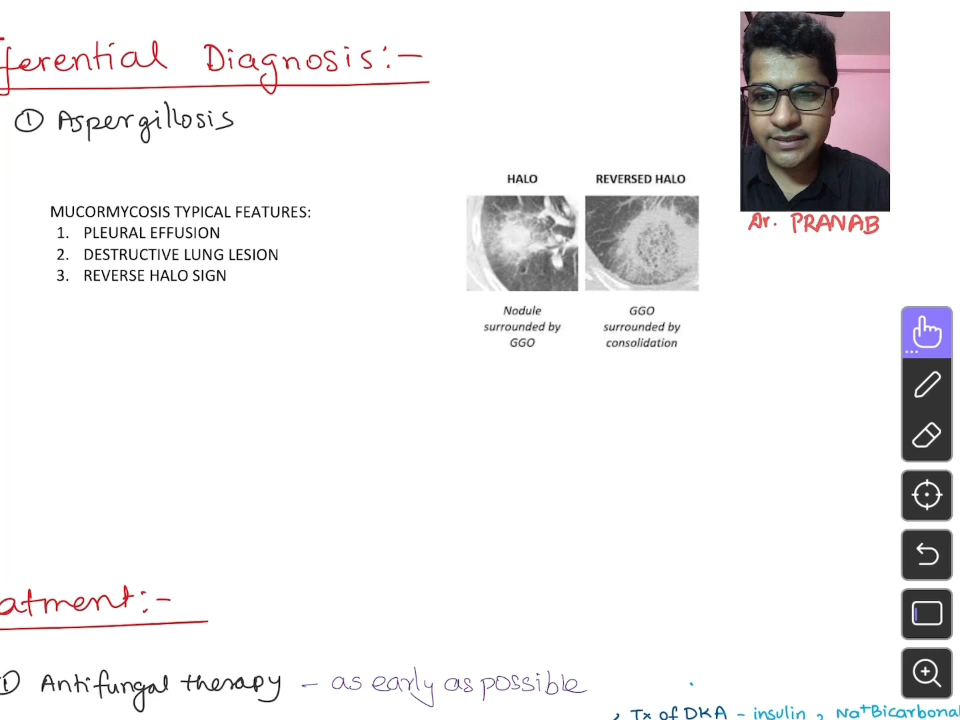 ferential Diagnosis:-
① Aspergillosis
MUCORMYCOSIS TYPICAL FEATURES:
1. PLEURAL EFFUSION
2. DESTRUCTIVE LUNG LESION
3. REVERSE HALO SIGN
HALO
REVERSED HALO
Nodule
surrounded by
GGO
GGO
surrounded by
consolidation
Dr. PRANAB
atment:-
① Antifungal therapy - as early as possible
Tx of DKA - insulin, Na+Bicarbona